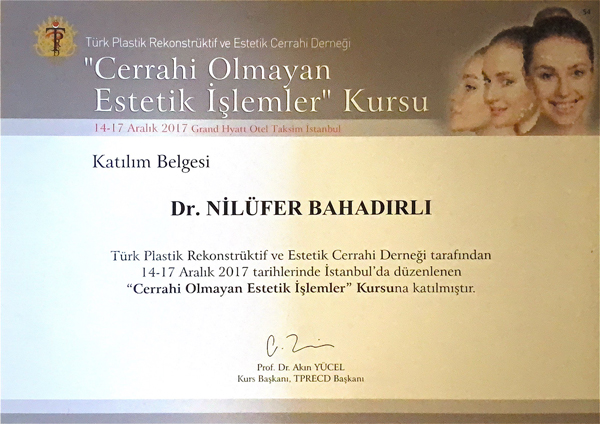 54
Türk Plastik Rekonstrüktif ve Estetik Cerrahi Derneği
"Cerrahi Olmayan
Estetik İşlemler" Kursu
14-17 Aralık 2017 Grand Hyatt Otel Taksim İstanbul
Katılım Belgesi
Dr. NİLÜFER BAHADIRLI
Türk Plastik Rekonstrüktif ve Estetik Cerrahi Derneği tarafından
14-17 Aralık 2017 tarihlerinde İstanbul'da düzenlenen
“Cerrahi Olmayan Estetik İşlemler” Kursuna katılmıştır.
Prof. Dr. Akın YÜCEL
Kurs Başkanı, TPRECD Başkanı